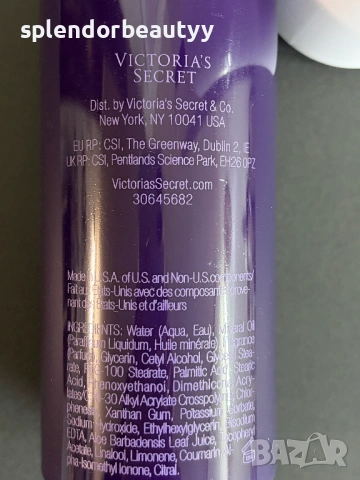 splendorbeautyy
VICTORIA'S
SECRET
Dist. by Victoria's Secret & Co.
New York, NY 10041 USA
EU RP: CSI, The Greenway, Dublin 2, IE
UK RP: CSI, Pentlands Science Park, EH26 0PZ
VictoriasSecret.com
30645682
Made in U.S.A. of U.S. and Non-U.S. components/
Fait aux États-Unis avec des composants prove-
nant des États-Unis et d'ailleurs
INGREDIENTS: Water (Aqua, Eau), Mineral Oil
(Paraffinum Liquidum, Huile minérale), Fragrance
(Parfum), Glycerin, Cetyl Alcohol, Glyceryl Stea-
rate, PEG-100 Stearate, Palmitic Acid, Stearic
Acid, Phenoxyethanol, Dimethicone, Acry-
lates/C10-30 Alkyl Acrylate Crosspolymer, Chlor-
phenesin, Xanthan Gum, Potassium Sorbate,
Sodium Hydroxide, Ethylhexylglycerin, Disodium
EDTA, Aloe Barbadensis Leaf Juice, Tocopheryl
Acetate, Linalool, Limonene, Coumarin, Al-
pha-Isomethyl Ionone, Citral.
bazar